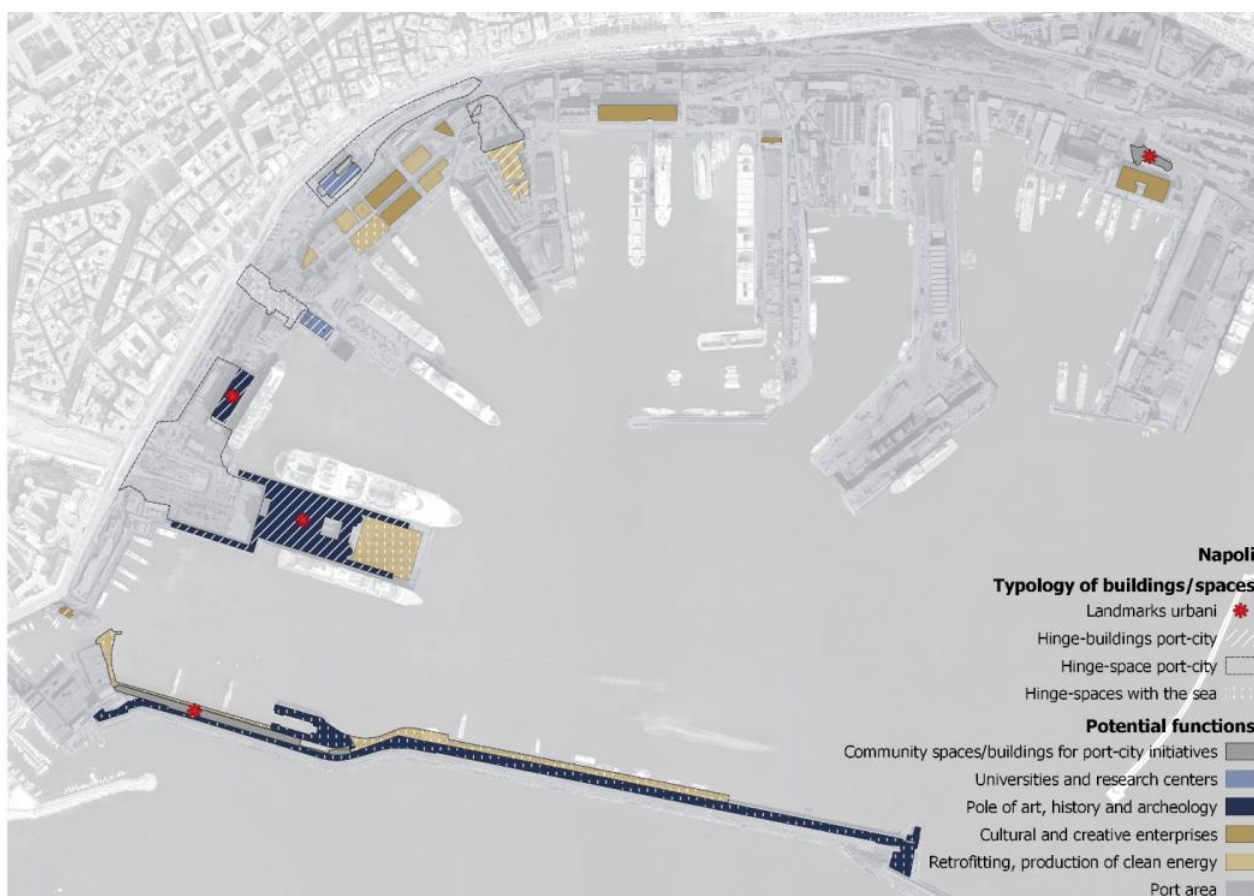 Napoli
Typology of buildings/spaces
Landmarks urbani
Hinge-buildings port-city
Hinge-space port-city
Hinge-spaces with the sea
Potential functions
Community spaces/buildings for port-city initiatives
Universities and research centers
Pole of art, history and archeology
Cultural and creative enterprises
Retrofitting, production of clean energy
Port area